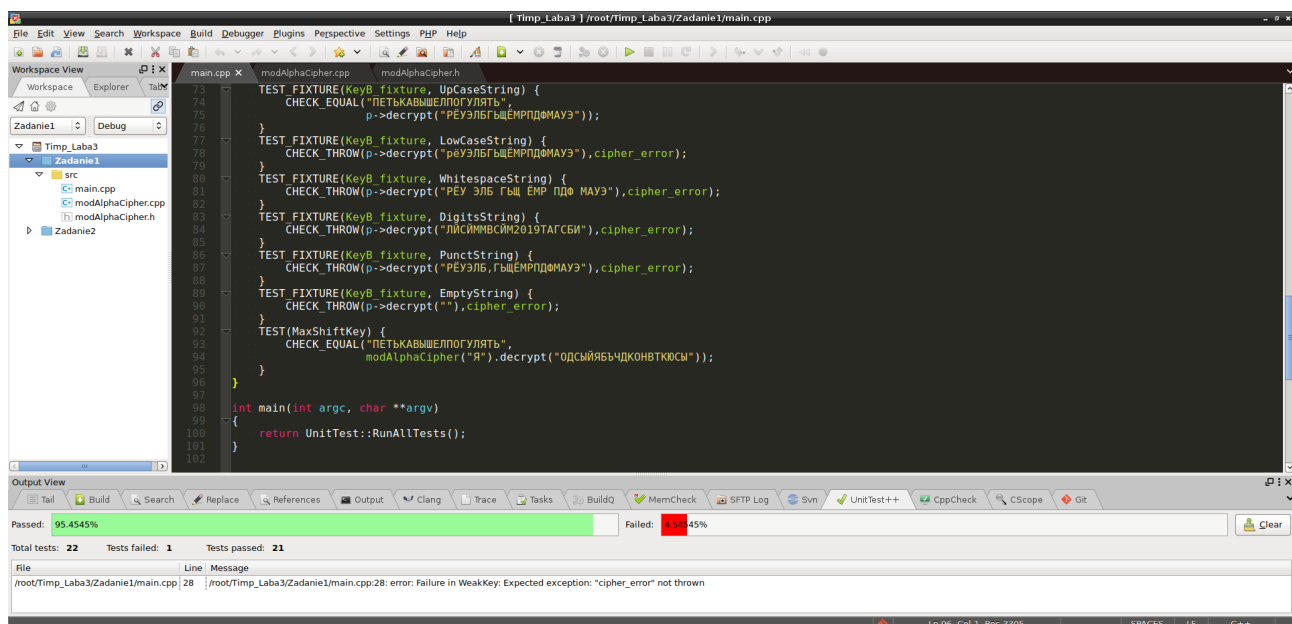 [ Timp_Laba3 ] /root/Timp_Laba3/Zadanie1/main.cpp
File Edit View Search Workspace Build Debugger Plugins Perspective Settings PHP Help
Workspace View
Workspace Explorer
main.cpp modAlphaCipher.cpp modAlphaCipher.h
Zadanie1 Debug
Timp_Laba3
Zadanie1
src
main.cpp
modAlphaCipher.cpp
modAlphaCipher.h
Zadanie2
73 TEST_FIXTURE(KeyB_fixture, UpCaseString) {
74 CHECK_EQUAL("ПЕТЬКАВЫШЕЛПОГУЛЯТЬ",
75 p->decrypt("РЁУЭЛБГЬЩЁМРПДФМАУЭ"));
76 }
77 TEST_FIXTURE(KeyB_fixture, LowCaseString) {
78 CHECK_THROW(p->decrypt("рёУЭЛБГЬЩЁМРПДФМАУЭ"),cipher_error);
79 }
80 TEST_FIXTURE(KeyB_fixture, WhitespaceString) {
81 CHECK_THROW(p->decrypt("РЁУ ЭЛБ ГЬЩ ЁМР ПДФ МАУЭ"),cipher_error);
82 }
83 TEST_FIXTURE(KeyB_fixture, DigitsString) {
84 CHECK_THROW(p->decrypt("ЛЙСЙММВСЙМ2019ТАГСБИ"),cipher_error);
85 }
86 TEST_FIXTURE(KeyB_fixture, PunctString) {
87 CHECK_THROW(p->decrypt("РЁУЭЛБ,ГЬЩЁМРПДФМАУЭ"),cipher_error);
88 }
89 TEST_FIXTURE(KeyB_fixture, EmptyString) {
90 CHECK_THROW(p->decrypt(""),cipher_error);
91 }
92 TEST(MaxShiftKey) {
93 CHECK_EQUAL("ПЕТЬКАВЫШЕЛПОГУЛЯТЬ",
94 modAlphaCipher("Я").decrypt("ОДСЫЙЯБЪЧДКОНВТКЮСЫ"));
95 }
96 }
97
98 int main(int argc, char **argv)
99 {
100 return UnitTest::RunAllTests();
101 }
102
Output View
Tail Build Search Replace References Output Clang Trace Tasks BuildQ MemCheck SFTP Log Svn UnitTest++ CppCheck CScope Git
Passed: 95.4545% Failed: 4.54545% Clear
Total tests: 22 Tests failed: 1 Tests passed: 21
File Line Message
/root/Timp_Laba3/Zadanie1/main.cpp 28 /root/Timp_Laba3/Zadanie1/main.cpp:28: error: Failure in WeakKey: Expected exception: "cipher_error" not thrown